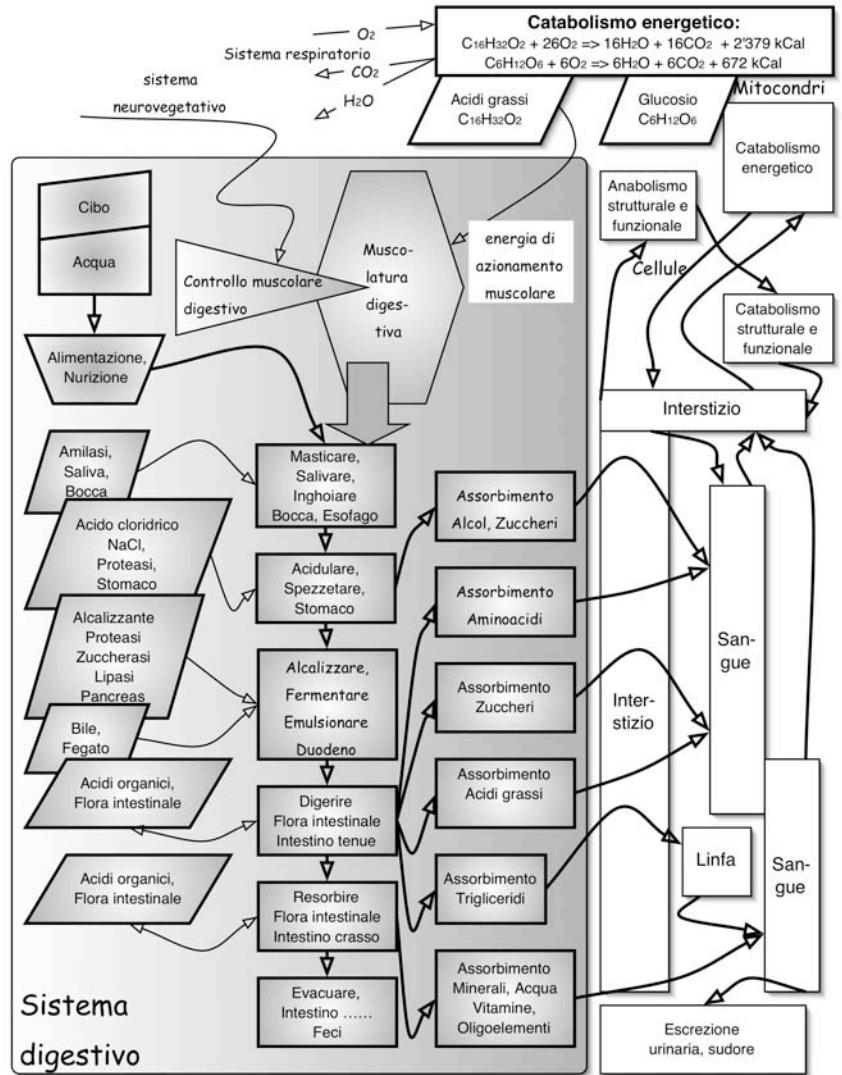 Catabolismo energetico:
C16H32O2 + 26O2 => 16H2O + 16CO2 + 2'379 kCal
C6H12O6 + 6O2 => 6H2O + 6CO2 + 672 kCal
O2
Sistema respiratorio
CO2
H2O
sistema
neurovegetativo
Acidi grassi
C16H32O2
Glucosio
C6H12O6
Mitocondri
Catabolismo
energetico
Anabolismo
strutturale e
funzionale
Cellule
Catabolismo
strutturale e
funzionale
Cibo
Acqua
Controllo muscolare
digestivo
Musco-
latura
diges-
tiva
energia di
azionamento
muscolare
Alimentazione,
Nurizione
Interstizio
Amilasi,
Saliva,
Bocca
Masticare,
Salivare,
Inghoiare
Bocca, Esofago
Assorbimento
Alcol, Zuccheri
Acido cloridrico
NaCl,
Proteasi,
Stomaco
Acidulare,
Spezzetare,
Stomaco
Assorbimento
Aminoacidi
Alcalizzante
Proteasi
Zuccherasi
Lipasi
Pancreas
Alcalizzare,
Fermentare
Emulsionare
Duodeno
Assorbimento
Zuccheri
Inter-
stizio
San-
gue
Bile,
Fegato
Acidi organici,
Flora intestinale
Digerire
Flora intestinale
Intestino tenue
Assorbimento
Acidi grassi
Acidi organici,
Flora intestinale
Resorbire
Flora intestinale
Intestino crasso
Assorbimento
Trigliceridi
Linfa
San-
gue
Evacuare,
Intestino ......
Feci
Assorbimento
Minerali, Acqua
Vitamine,
Oligoelementi
Escrezione
urinaria, sudore
Sistema
digestivo